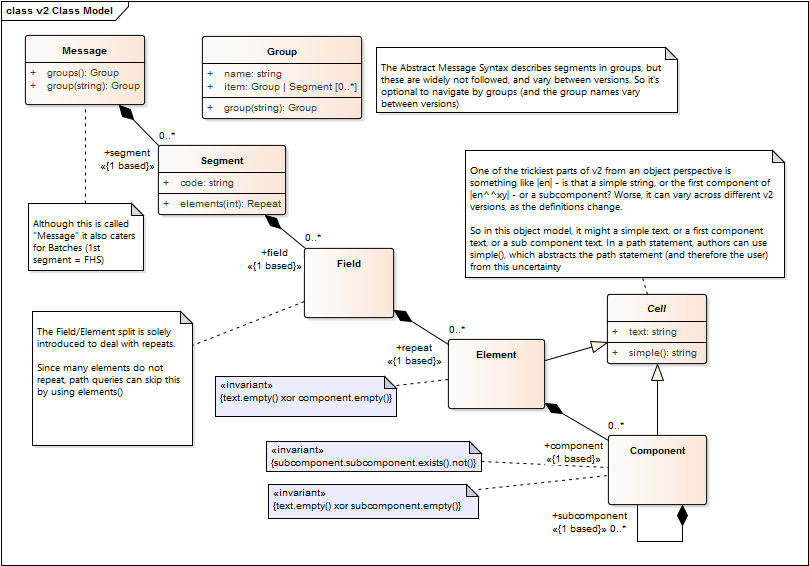 class v2 Class Model
Message
+ groups(): Group
+ group(string): Group
Group
+ name: string
+ item: Group | Segment [0..*]
+ group(string): Group
The Abstract Message Syntax describes segments in groups, but
these are widely not followed, and vary between versions. So it's
optional to navigate by groups (and the group names vary
between versions)
0..*
+segment
«{1 based}»
Segment
+ code: string
+ elements(int): Repeat
One of the trickiest parts of v2 from an object perspective is
something like |en| - is that a simple string, or the first component of
|en^^xy| - or a subcomponent? Worse, it can vary across different v2
versions, as the definitions change.
So in this object model, it might a simple text, or a first component
text, or a sub component text. In a path statement, authors can use
simple(), which abstracts the path statement (and therefore the user)
from this uncertainty
Although this is called
"Message" it also caters
for Batches (1st
segment = FHS)
0..*
+field
«{1 based}»
Field
Cell
+ text: string
+ simple(): string
The Field/Element split is solely
introduced to deal with repeats.
Since many elements do not
repeat, path queries can skip this
by using elements()
0..*
+repeat
«{1 based}»
Element
«invariant»
{text.empty() xor component.empty()}
0..*
+component
«{1 based}»
Component
«invariant»
{subcomponent.subcomponent.exists().not()}
«invariant»
{text.empty() xor subcomponent.empty()}
+subcomponent
«{1 based}» 0..*